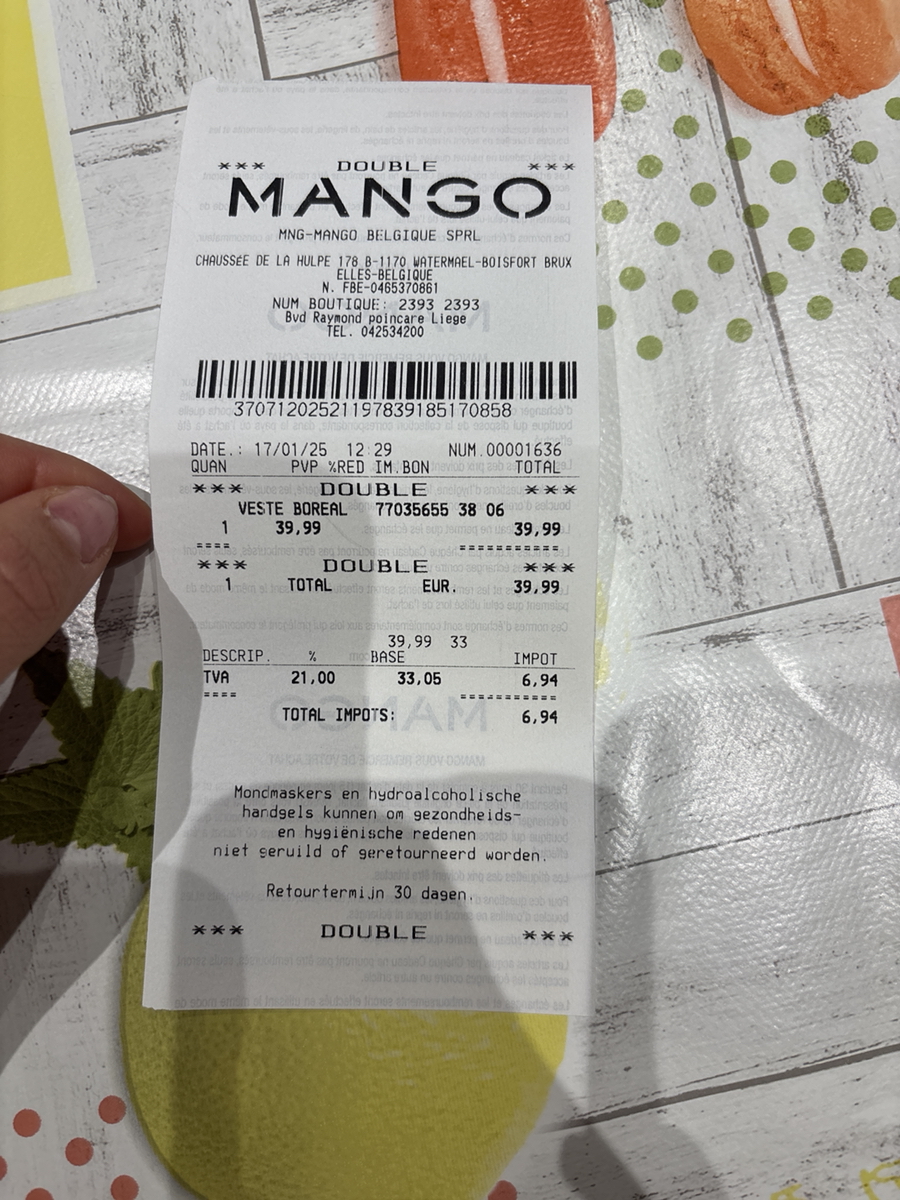 *** DOUBLE ***
MANGO
MNG-MANGO BELGIQUE SPRL
CHAUSSÉE DE LA HULPE 178 B-1170 WATERMAEL-BOISFORT BRUX
ELLES-BELGIQUE
N. FBE-0465370861
NUM BOUTIQUE: 2393 2393
Bvd Raymond poincare Liege
TEL. 042534200
37071202521197839185170858
DATE.: 17/01/25 12:29 NUM.00001636
QUAN PVP %RED IM.BON TOTAL
*** DOUBLE ***
VESTE BOREAL 77035655 38 06
1 39,99 39,99
==== ===========
*** DOUBLE ***
1 TOTAL EUR. 39,99
39,99 33
DESCRIP. % BASE IMPOT
TVA 21,00 33,05 6,94
==== ===========
TOTAL IMPOTS: 6,94
Mondmaskers en hydroalcoholische
handgels kunnen om gezondheids-
en hygiënische redenen
niet geruild of geretourneerd worden.
Retourtermijn 30 dagen.
*** DOUBLE ***